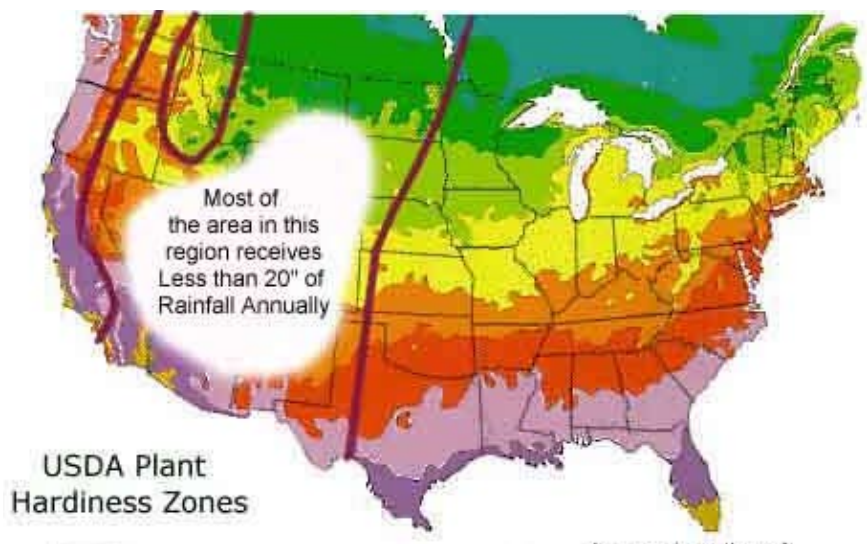 Most of
the area in this
region receives
Less than 20" of
Rainfall Annually
USDA Plant
Hardiness Zones